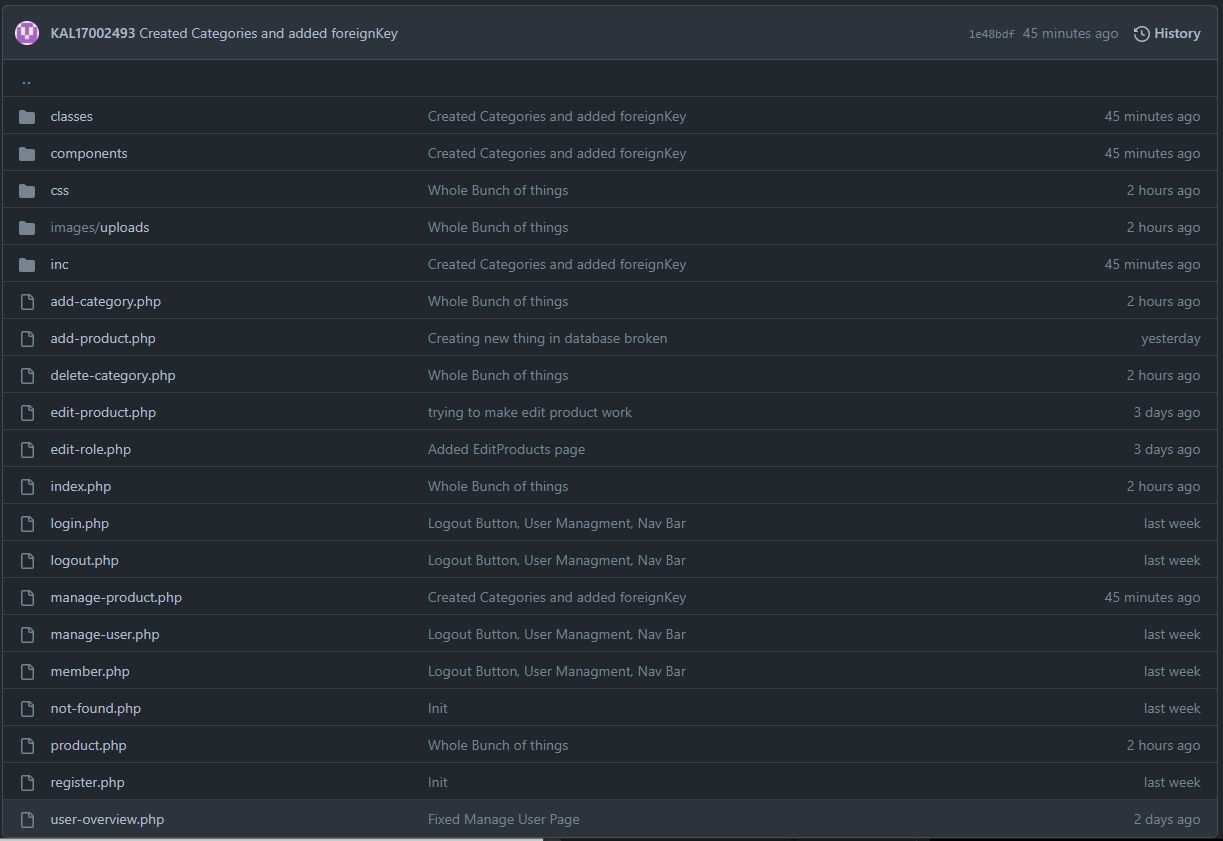 KAL17002493 Created Categories and added foreignKey 1e48bdf 45 minutes ago History
..
classes Created Categories and added foreignKey 45 minutes ago
components Created Categories and added foreignKey 45 minutes ago
css Whole Bunch of things 2 hours ago
images/uploads Whole Bunch of things 2 hours ago
inc Created Categories and added foreignKey 45 minutes ago
add-category.php Whole Bunch of things 2 hours ago
add-product.php Creating new thing in database broken yesterday
delete-category.php Whole Bunch of things 2 hours ago
edit-product.php trying to make edit product work 3 days ago
edit-role.php Added EditProducts page 3 days ago
index.php Whole Bunch of things 2 hours ago
login.php Logout Button, User Managment, Nav Bar last week
logout.php Logout Button, User Managment, Nav Bar last week
manage-product.php Created Categories and added foreignKey 45 minutes ago
manage-user.php Logout Button, User Managment, Nav Bar last week
member.php Logout Button, User Managment, Nav Bar last week
not-found.php Init last week
product.php Whole Bunch of things 2 hours ago
register.php Init last week
user-overview.php Fixed Manage User Page 2 days ago